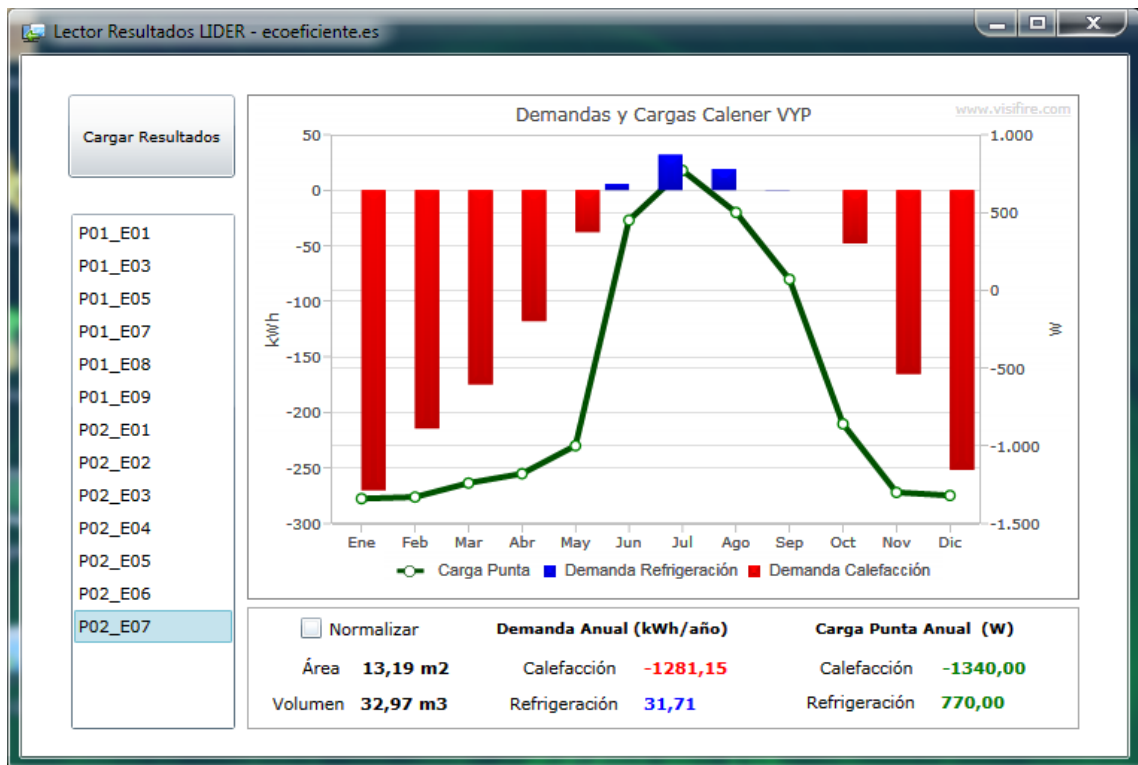 Lector Resultados LIDER - ecoeficiente.es
Cargar Resultados
P01_E01
P01_E03
P01_E05
P01_E07
P01_E08
P01_E09
P02_E01
P02_E02
P02_E03
P02_E04
P02_E05
P02_E06
P02_E07
Demandas y Cargas Calener VYP
www.visifire.com
50
0
-50
-100
-150
-200
-250
-300
kWh
1.000
500
0
-500
-1.000
-1.500
W
Ene Feb Mar Abr May Jun Jul Ago Sep Oct Nov Dic
Carga Punta Demanda Refrigeración Demanda Calefacción
Normalizar Demanda Anual (kWh/año) Carga Punta Anual (W)
Área 13,19 m2 Calefacción -1281,15 Calefacción -1340,00
Volumen 32,97 m3 Refrigeración 31,71 Refrigeración 770,00